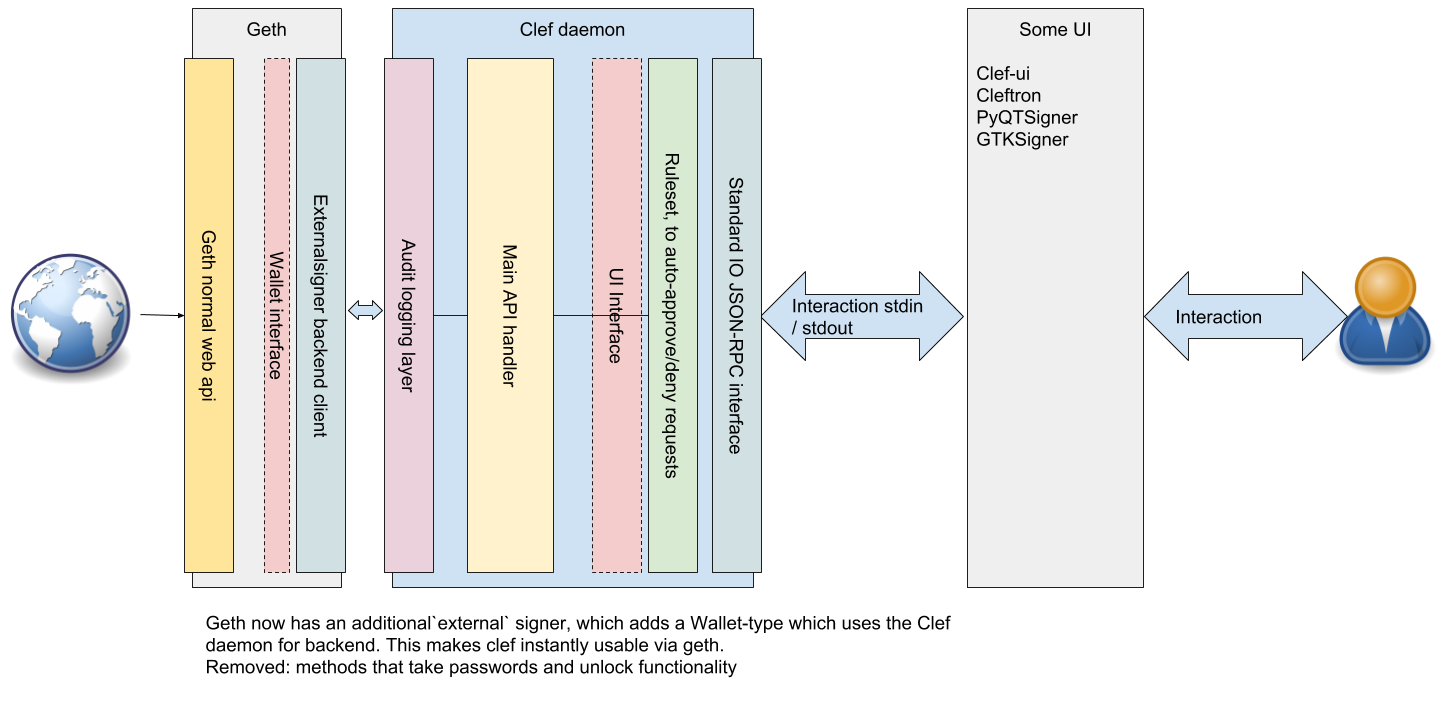 Geth
Clef daemon
Some UI
Clef-ui
Cleftron
PyQTSigner
GTKSigner
Geth normal web api
Wallet interface
Externalsigner backend client
Audit logging layer
Main API handler
UI Interface
Ruleset, to auto-approve/deny requests
Standard IO JSON-RPC interface
Interaction stdin
/ stdout
Interaction
Geth now has an additional`external` signer, which adds a Wallet-type which uses the Clef
daemon for backend. This makes clef instantly usable via geth.
Removed: methods that take passwords and unlock functionality